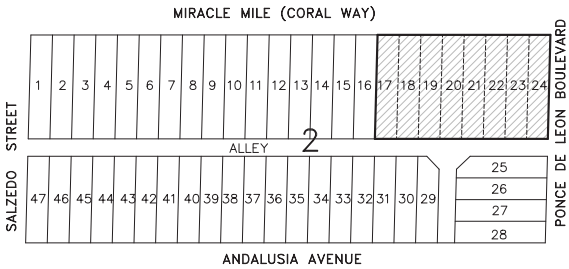 MIRACLE MILE (CORAL WAY)
1 2 3 4 5 6 7 8 9 10 11 12 13 14 15 16 17 18 19 20 21 22 23 24
ALLEY 2
47 46 45 44 43 42 41 40 39 38 37 36 35 34 33 32 31 30 29
25
26
27
28
ANDALUSIA AVENUE
SALZEDO STREET
PONCE DE LEON BOULEVARD